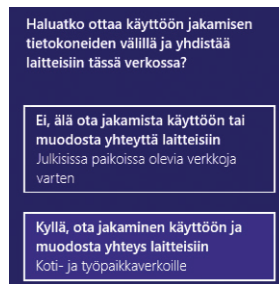 Haluatko ottaa käyttöön jakamisen
tietokoneiden välillä ja yhdistää
laitteisiin tässä verkossa?
Ei, älä ota jakamista käyttöön tai
muodosta yhteyttä laitteisiin
Julkisissa paikoissa olevia verkkoja
varten
Kyllä, ota jakaminen käyttöön ja
muodosta yhteys laitteisiin
Koti- ja työpaikkaverkoille